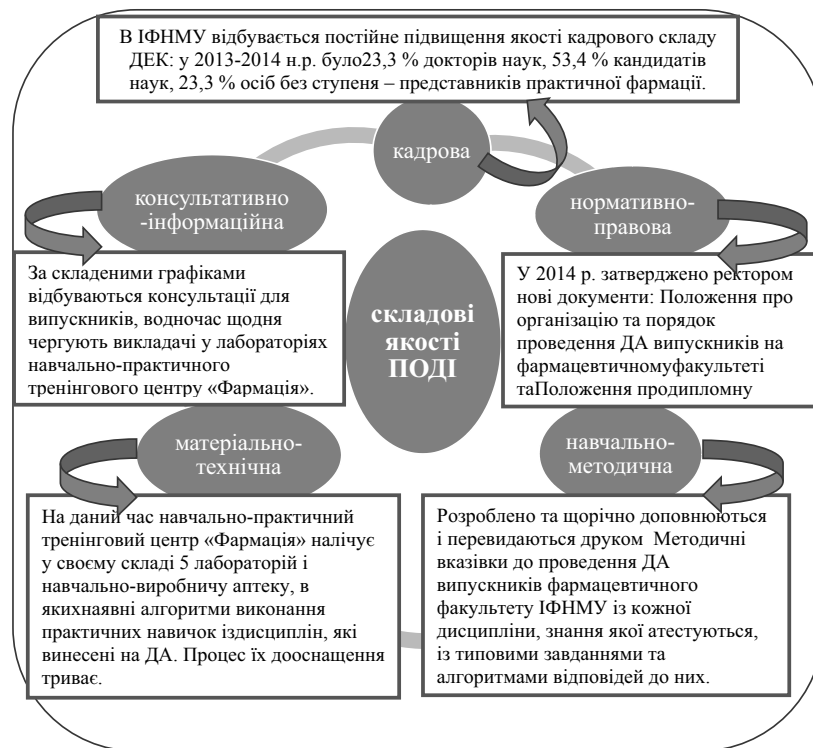 В ІФНМУ відбувається постійне підвищення якості кадрового складу
ДЕК: у 2013-2014 н.р. було23,3 % докторів наук, 53,4 % кандидатів
наук, 23,3 % осіб без ступеня – представників практичної фармації.
кадрова
консультативно
-інформаційна
нормативно-
правова
За складеними графіками
відбуваються консультації для
випускників, водночас щодня
чергують викладачі у лабораторіях
навчально-практичного
тренінгового центру «Фармація».
складові
якості
ПОДІ
У 2014 р. затверджено ректором
нові документи: Положення про
організацію та порядок
проведення ДА випускників на
фармацевтичномуфакультеті
таПоложення продипломну
матеріально-
технічна
навчально-
методична
На даний час навчально-практичний
тренінговий центр «Фармація» налічує
у своєму складі 5 лабораторій і
навчально-виробничу аптеку, в
якихнаявні алгоритми виконання
практичних навичок іздисциплін, які
винесені на ДА. Процес їх дооснащення
триває.
Розроблено та щорічно доповнюються
і перевидаються друком Методичні
вказівки до проведення ДА
випускників фармацевтичного
факультету ІФНМУ із кожної
дисципліни, знання якої атестуються,
із типовими завданнями та
алгоритмами відповідей до них.